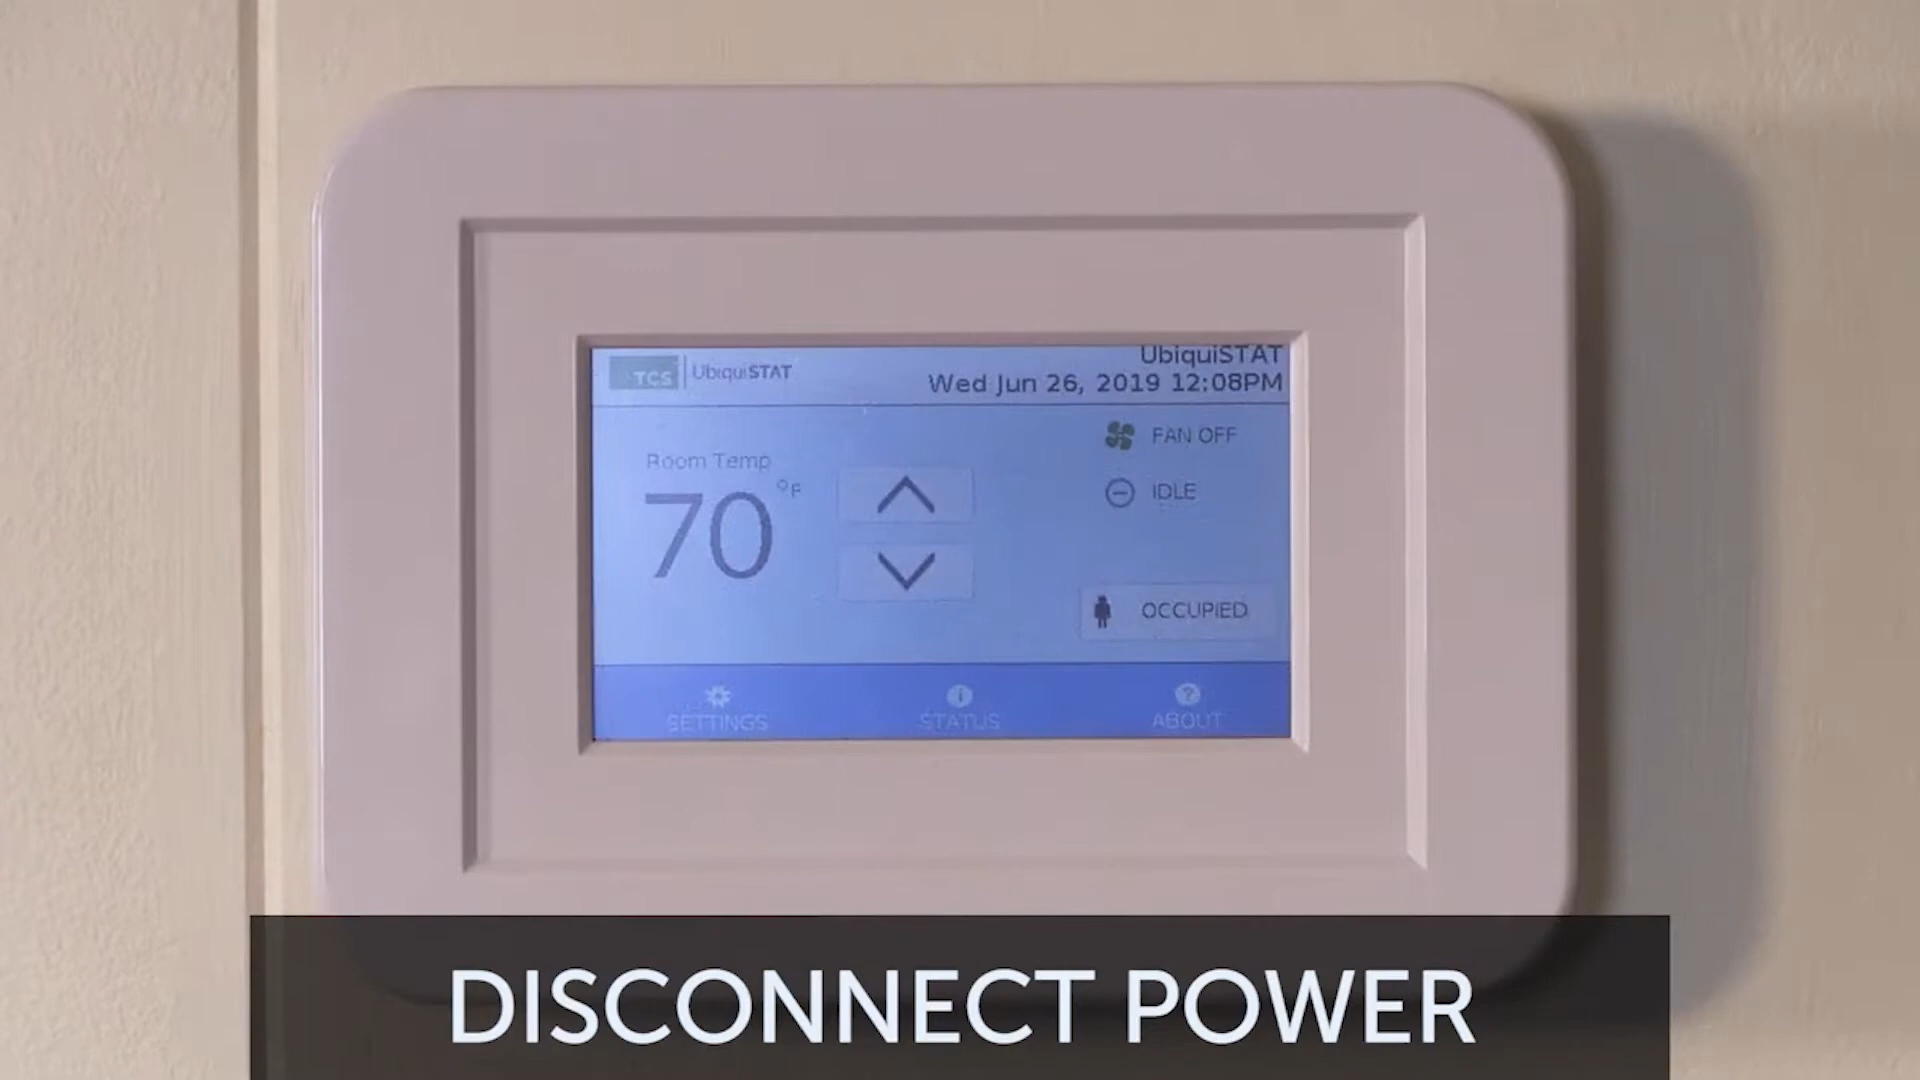 TCS UbiquiSTAT
UbiquiSTAT
Wed Jun 26, 2019 12:08PM
FAN OFF
Room Temp
70 °F
IDLE
OCCUPIED
SETTINGS STATUS ABOUT
DISCONNECT POWER